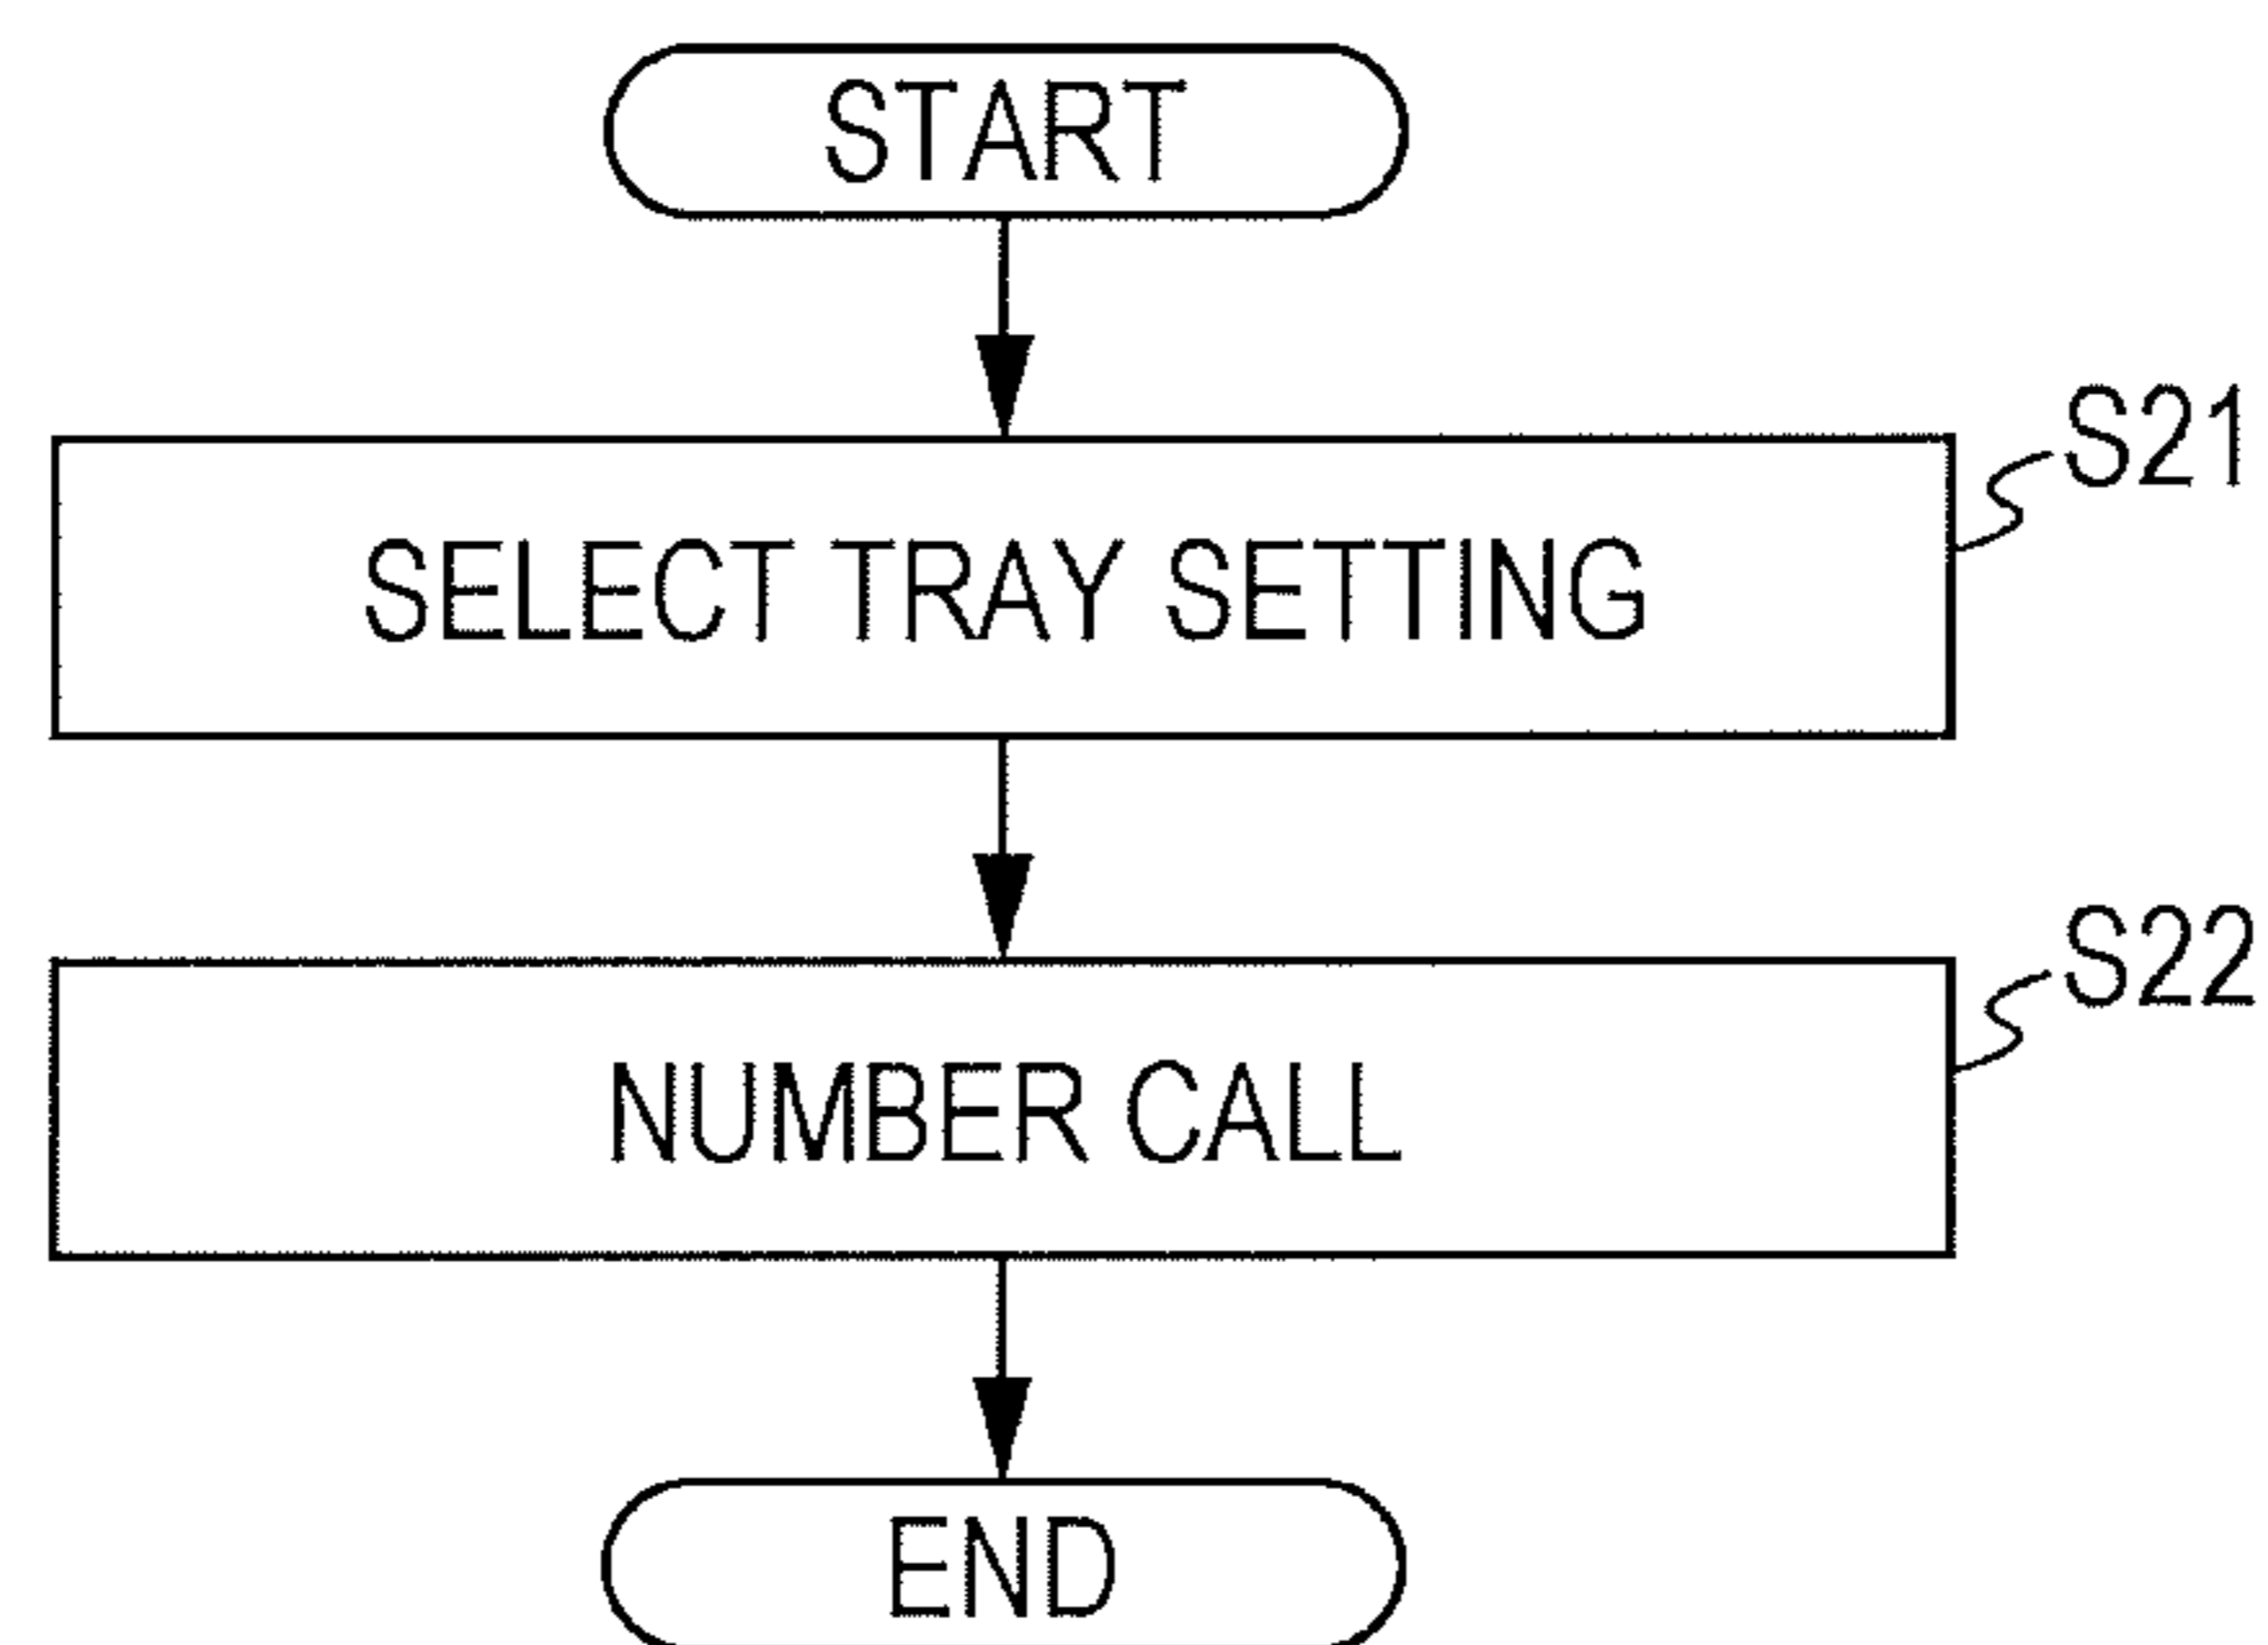 START
S21
SELECT TRAY SETTING
S22
NUMBER CALL
END